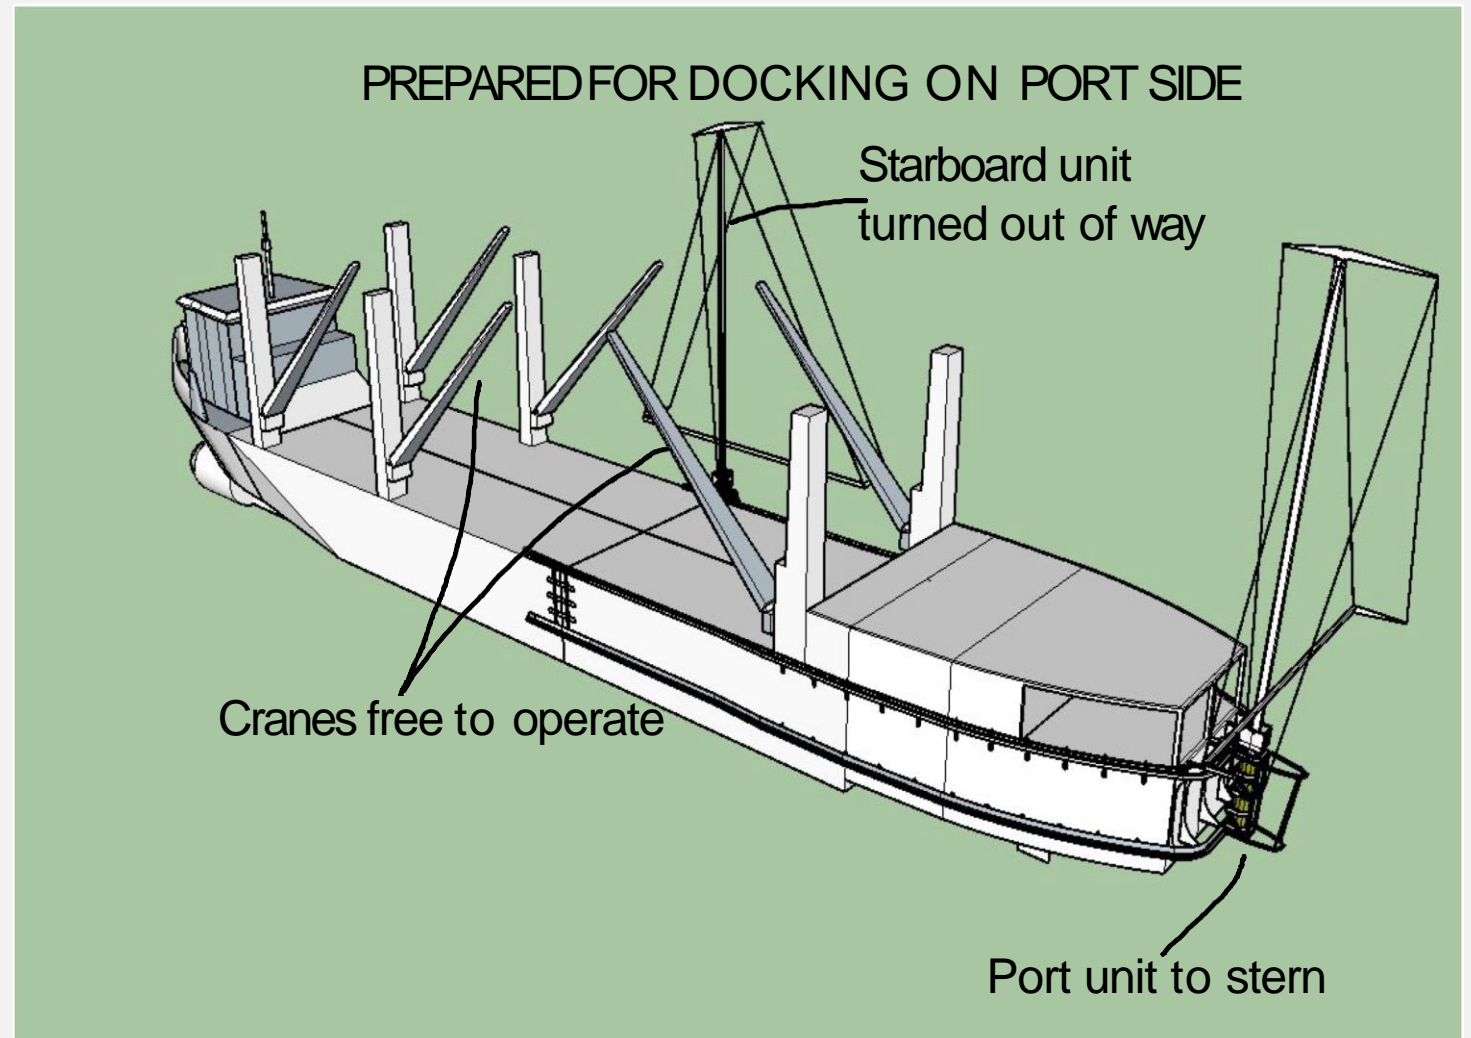 PREPARED FOR DOCKING ON PORT SIDE
Starboard unit
turned out of way
Cranes free to operate
Port unit to stern